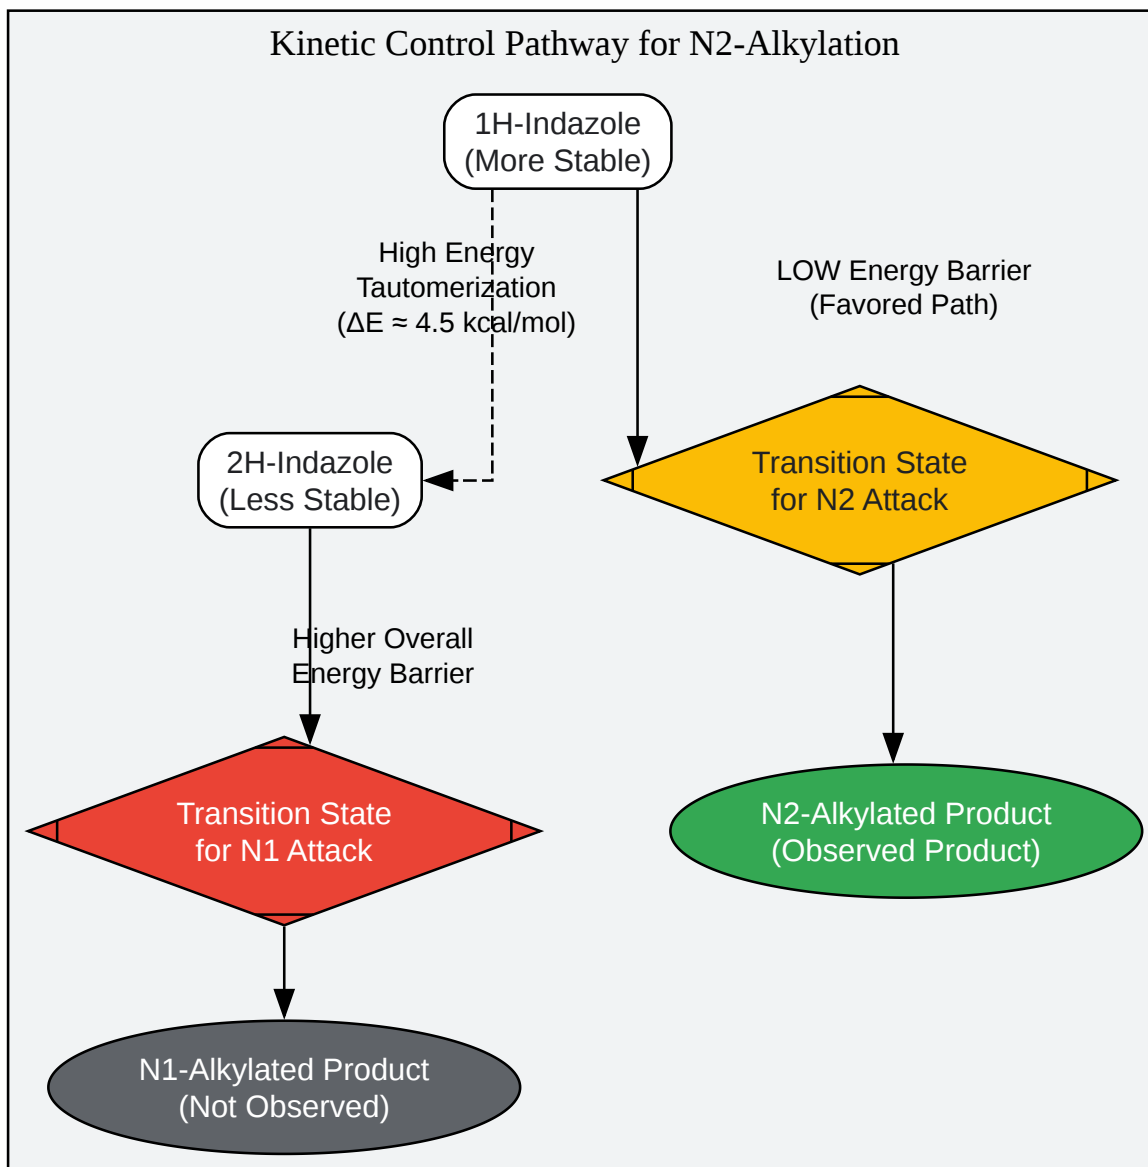 Kinetic Control Pathway for N2-Alkylation
1H-Indazole
(More Stable)
High Energy
Tautomerization
(ΔE ≈ 4.5 kcal/mol)
LOW Energy Barrier
(Favored Path)
2H-Indazole
(Less Stable)
Transition State
for N2 Attack
Higher Overall
Energy Barrier
Transition State
for N1 Attack
N2-Alkylated Product
(Observed Product)
N1-Alkylated Product
(Not Observed)